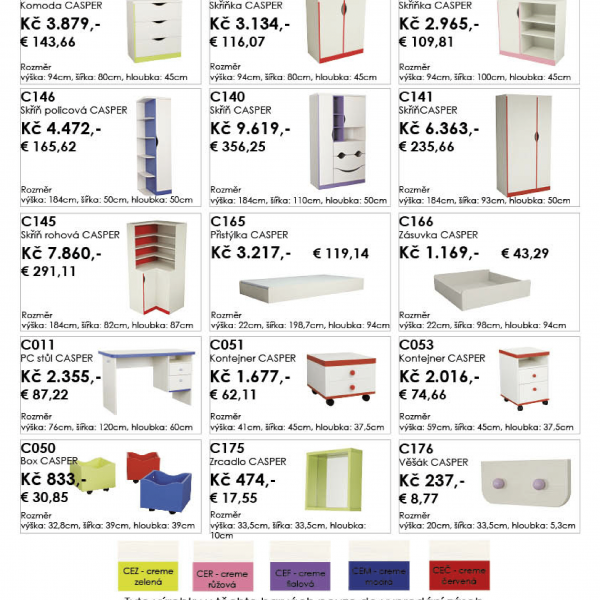 Komoda CASPER
Kč 3.879,-
€ 143,66
Rozměr
výška: 94cm, šířka: 80cm, hloubka: 45cm
Skříňka CASPER
Kč 3.134,-
€ 116,07
Rozměr
výška: 94cm, šířka: 80cm, hloubka: 45cm
Skříňka CASPER
Kč 2.965,-
€ 109,81
Rozměr
výška: 94cm, šířka: 100cm, hloubka: 45cm
C146
Skříň policová CASPER
Kč 4.472,-
€ 165,62
Rozměr
výška: 184cm, šířka: 50cm, hloubka: 50cm
C140
Skříň CASPER
Kč 9.619,-
€ 356,25
Rozměr
výška: 184cm, šířka: 110cm, hloubka: 50cm
C141
SkříňCASPER
Kč 6.363,-
€ 235,66
Rozměr
výška: 184cm, šířka: 93cm, hloubka: 50cm
C145
Skříň rohová CASPER
Kč 7.860,-
€ 291,11
Rozměr
výška: 184cm, šířka: 82cm, hloubka: 87cm
C165
Přistýlka CASPER
Kč 3.217,- € 119,14
Rozměr
výška: 22cm, šířka: 198,7cm, hloubka: 94cm
C166
Zásuvka CASPER
Kč 1.169,- € 43,29
Rozměr
výška: 22cm, šířka: 98cm, hloubka: 94cm
C011
PC stůl CASPER
Kč 2.355,-
€ 87,22
Rozměr
výška: 76cm, šířka: 120cm, hloubka: 60cm
C051
Kontejner CASPER
Kč 1.677,-
€ 62,11
Rozměr
výška: 41cm, šířka: 45cm, hloubka: 37,5cm
C053
Kontejner CASPER
Kč 2.016,-
€ 74,66
Rozměr
výška: 59cm, šířka: 45cm, hloubka: 37,5cm
C050
Box CASPER
Kč 833,-
€ 30,85
Rozměr
výška: 32,8cm, šířka: 39cm, hloubka: 39cm
C175
Zrcadlo CASPER
Kč 474,-
€ 17,55
Rozměr
výška: 33,5cm, šířka: 33,5cm, hloubka:
10cm
C176
Věšák CASPER
Kč 237,-
€ 8,77
Rozměr
výška: 20cm, šířka: 33,5cm, hloubka: 5,3cm
CEZ - creme
zelená
CER - creme
růžová
CEF - creme
fialová
CEM - creme
modrá
CEČ - creme
červená